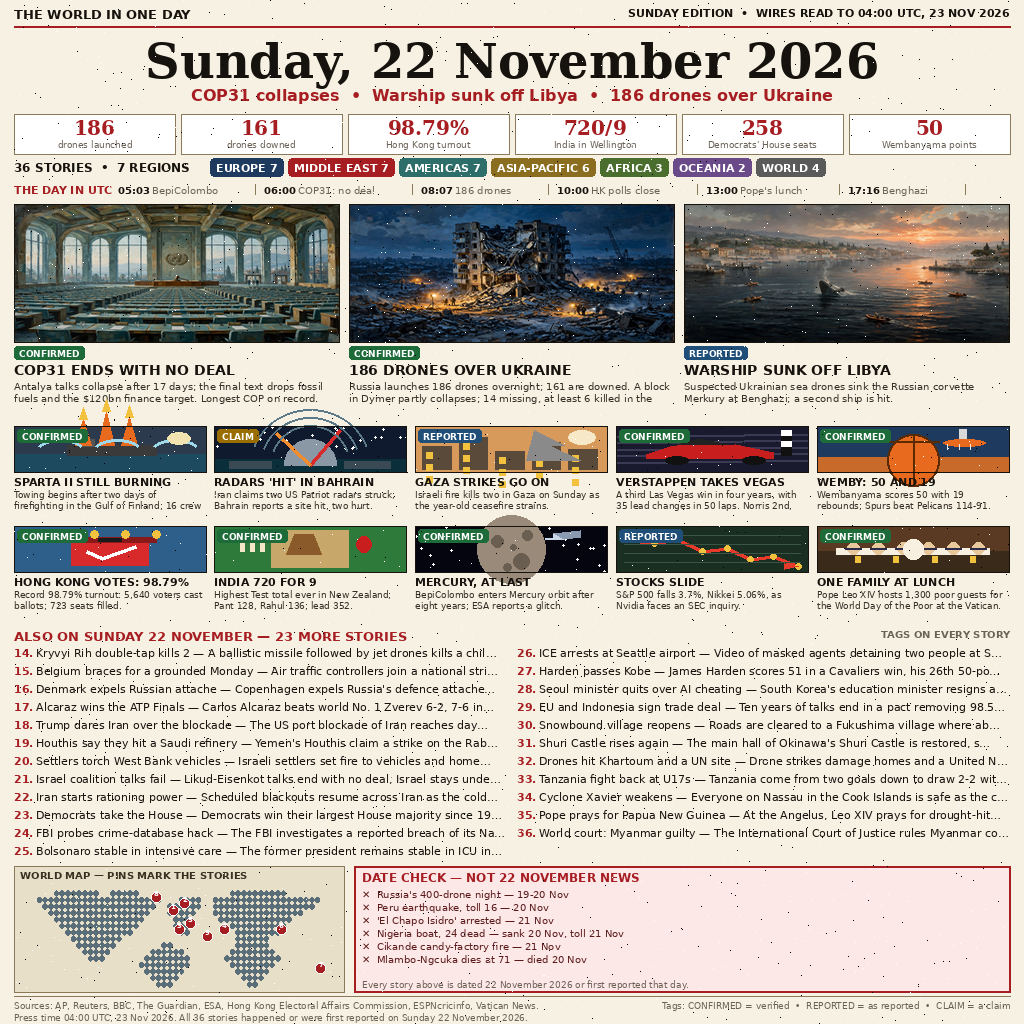 THE WORLD IN ONE DAY
SUNDAY EDITION • WIRES READ TO 04:00 UTC, 23 NOV 2026
Sunday, 22 November 2026
COP31 collapses • Warship sunk off Libya • 186 drones over Ukraine
186
drones launched
161
drones downed
98.79%
Hong Kong turnout
720/9
India in Wellington
258
Democrats' House seats
50
Wembanyama points
36 STORIES • 7 REGIONS
EUROPE 7
MIDDLE EAST 7
AMERICAS 7
ASIA-PACIFIC 6
AFRICA 3
OCEANIA 2
WORLD 4
THE DAY IN UTC
05:03 BepiColombo
06:00 COP31: no deal
08:07 186 drones
10:00 HK polls close
13:00 Pope's lunch
17:16 Benghazi
CONFIRMED
COP31 ENDS WITH NO DEAL
Antalya talks collapse after 17 days; the final text drops fossil
fuels and the $120bn finance target. Longest COP on record.
CONFIRMED
186 DRONES OVER UKRAINE
Russia launches 186 drones overnight; 161 are downed. A block
in Dymer partly collapses; 14 missing, at least 6 killed in the
REPORTED
WARSHIP SUNK OFF LIBYA
Suspected Ukrainian sea drones sink the Russian corvette
Merkury at Benghazi; a second ship is hit.
CONFIRMED
SPARTA II STILL BURNING
Towing begins after two days of
firefighting in the Gulf of Finland; 16 crew
CLAIM
RADARS 'HIT' IN BAHRAIN
Iran claims two US Patriot radars struck;
Bahrain reports a site hit, two hurt.
REPORTED
GAZA STRIKES GO ON
Israeli fire kills two in Gaza on Sunday as
the year-old ceasefire strains.
CONFIRMED
VERSTAPPEN TAKES VEGAS
A third Las Vegas win in four years, with
35 lead changes in 50 laps. Norris 2nd,
CONFIRMED
WEMBY: 50 AND 19
Wembanyama scores 50 with 19
rebounds; Spurs beat Pelicans 114-91.
CONFIRMED
HONG KONG VOTES: 98.79%
Record 98.79% turnout: 5,640 voters cast
ballots; 723 seats filled.
CONFIRMED
INDIA 720 FOR 9
Highest Test total ever in New Zealand;
Pant 128, Rahul 136; lead 352.
CONFIRMED
MERCURY, AT LAST
BepiColombo enters Mercury orbit after
eight years; ESA reports a glitch.
REPORTED
STOCKS SLIDE
S&P 500 falls 3.7%, Nikkei 5.06%, as
Nvidia faces an SEC inquiry.
CONFIRMED
ONE FAMILY AT LUNCH
Pope Leo XIV hosts 1,300 poor guests for
the World Day of the Poor at the Vatican.
ALSO ON SUNDAY 22 NOVEMBER — 23 MORE STORIES
TAGS ON EVERY STORY
14. Kryvyi Rih double-tap kills 2 — A ballistic missile followed by jet drones kills a chil...
15. Belgium braces for a grounded Monday — Air traffic controllers join a national stri...
16. Denmark expels Russian attache — Copenhagen expels Russia's defence attache...
17. Alcaraz wins the ATP Finals — Carlos Alcaraz beats world No. 1 Zverev 6-2, 7-6 in...
18. Trump dares Iran over the blockade — The US port blockade of Iran reaches day...
19. Houthis say they hit a Saudi refinery — Yemen's Houthis claim a strike on the Rab...
20. Settlers torch West Bank vehicles — Israeli settlers set fire to vehicles and home...
21. Israel coalition talks fail — Likud-Eisenkot talks end with no deal; Israel stays unde...
22. Iran starts rationing power — Scheduled blackouts resume across Iran as the cold...
23. Democrats take the House — Democrats win their largest House majority since 19...
24. FBI probes crime-database hack — The FBI investigates a reported breach of its Na...
25. Bolsonaro stable in intensive care — The former president remains stable in ICU in...
26. ICE arrests at Seattle airport — Video of masked agents detaining two people at S...
27. Harden passes Kobe — James Harden scores 51 in a Cavaliers win, his 26th 50-po...
28. Seoul minister quits over AI cheating — South Korea's education minister resigns a...
29. EU and Indonesia sign trade deal — Ten years of talks end in a pact removing 98.5...
30. Snowbound village reopens — Roads are cleared to a Fukushima village where ab...
31. Shuri Castle rises again — The main hall of Okinawa's Shuri Castle is restored, s...
32. Drones hit Khartoum and a UN site — Drone strikes damage homes and a United N...
33. Tanzania fight back at U17s — Tanzania come from two goals down to draw 2-2 wit...
34. Cyclone Xavier weakens — Everyone on Nassau in the Cook Islands is safe as the c...
35. Pope prays for Papua New Guinea — At the Angelus, Leo XIV prays for drought-hit...
36. World court: Myanmar guilty — The International Court of Justice rules Myanmar co...
WORLD MAP — PINS MARK THE STORIES
DATE CHECK — NOT 22 NOVEMBER NEWS
× Russia's 400-drone night — 19-20 Nov
× Peru earthquake, toll 16 — 20 Nov
× 'El Chapo Isidro' arrested — 21 Nov
× Nigeria boat, 24 dead — sank 20 Nov, toll 21 Nov
× Cikande candy-factory fire — 21 Nov
× Mlambo-Ngcuka dies at 71 — died 20 Nov
Every story above is dated 22 November 2026 or first reported that day.
Sources: AP, Reuters, BBC, The Guardian, ESA, Hong Kong Electoral Affairs Commission, ESPNcricinfo, Vatican News.
Tags: CONFIRMED = verified • REPORTED = as reported • CLAIM = a claim
Press time 04:00 UTC, 23 Nov 2026. All 36 stories happened or were first reported on Sunday 22 November 2026.